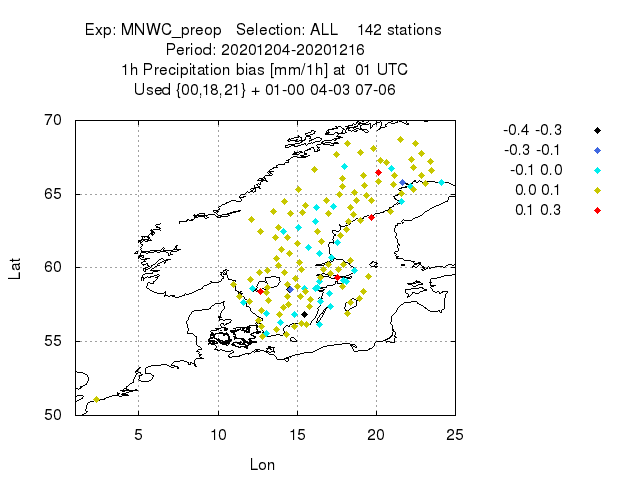 Exp: MNWC_preop Selection: ALL 142 stations
Period: 20201204-20201216
1h Precipitation bias [mm/1h] at 01 UTC
Used {00,18,21} + 01-00 04-03 07-06
-0.4 -0.3
-0.3 -0.1
-0.1 0.0
0.0 0.1
0.1 0.3
70
65
60
55
50
Lat
5 10 15 20 25
Lon